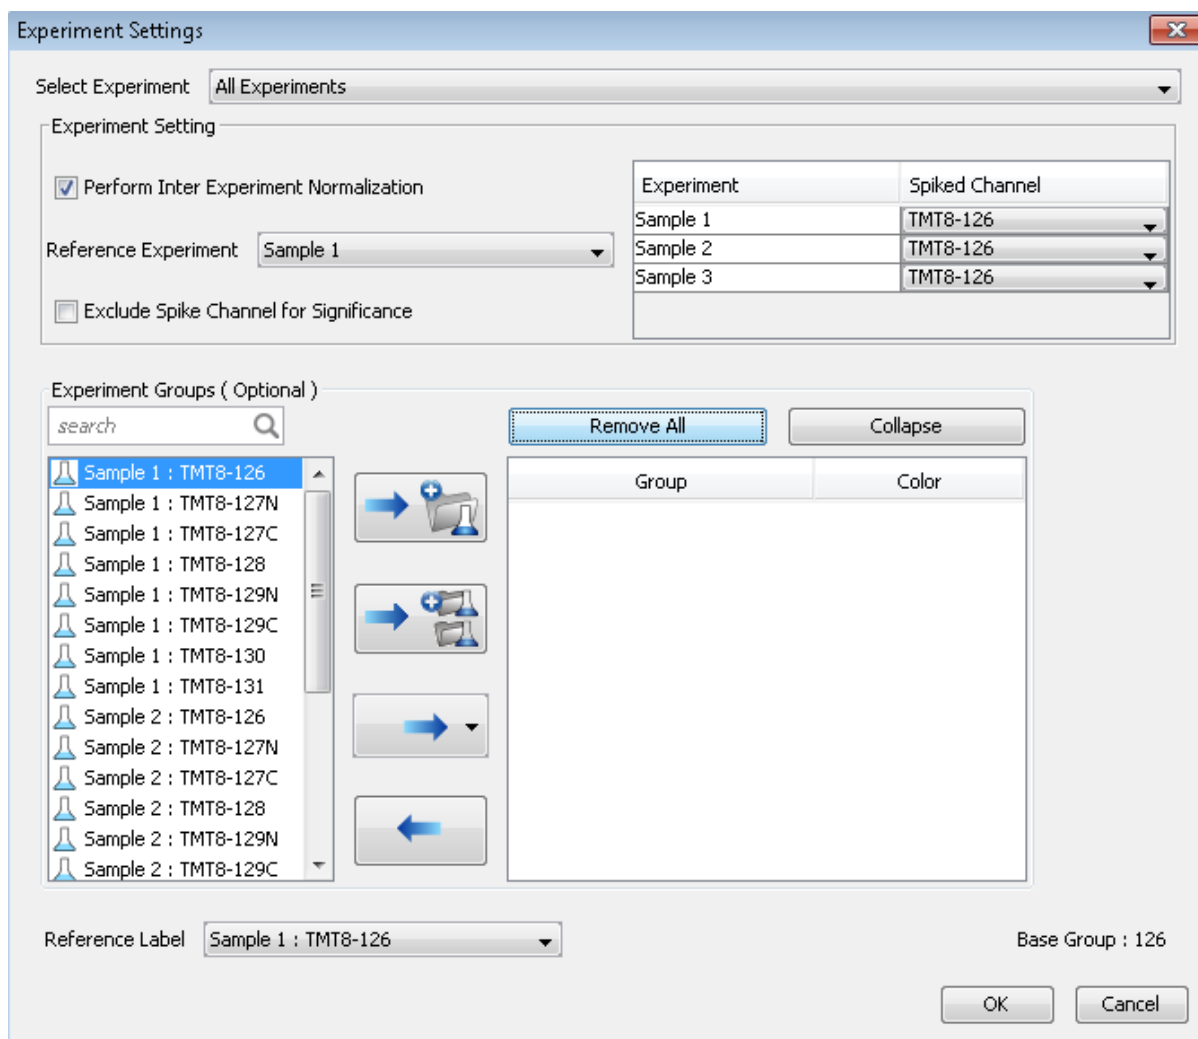 Experiment Settings
Select Experiment All Experiments
Experiment Setting
Perform Inter Experiment Normalization
Reference Experiment Sample 1
Exclude Spike Channel for Significance
Experiment Spiked Channel
Sample 1 TMT8-126
Sample 2 TMT8-126
Sample 3 TMT8-126
Experiment Groups ( Optional )
search
Remove All Collapse
Sample 1 : TMT8-126
Sample 1 : TMT8-127N
Sample 1 : TMT8-127C
Sample 1 : TMT8-128
Sample 1 : TMT8-129N
Sample 1 : TMT8-129C
Sample 1 : TMT8-130
Sample 1 : TMT8-131
Sample 2 : TMT8-126
Sample 2 : TMT8-127N
Sample 2 : TMT8-127C
Sample 2 : TMT8-128
Sample 2 : TMT8-129N
Sample 2 : TMT8-129C
Group Color
Reference Label Sample 1 : TMT8-126
Base Group : 126
OK Cancel